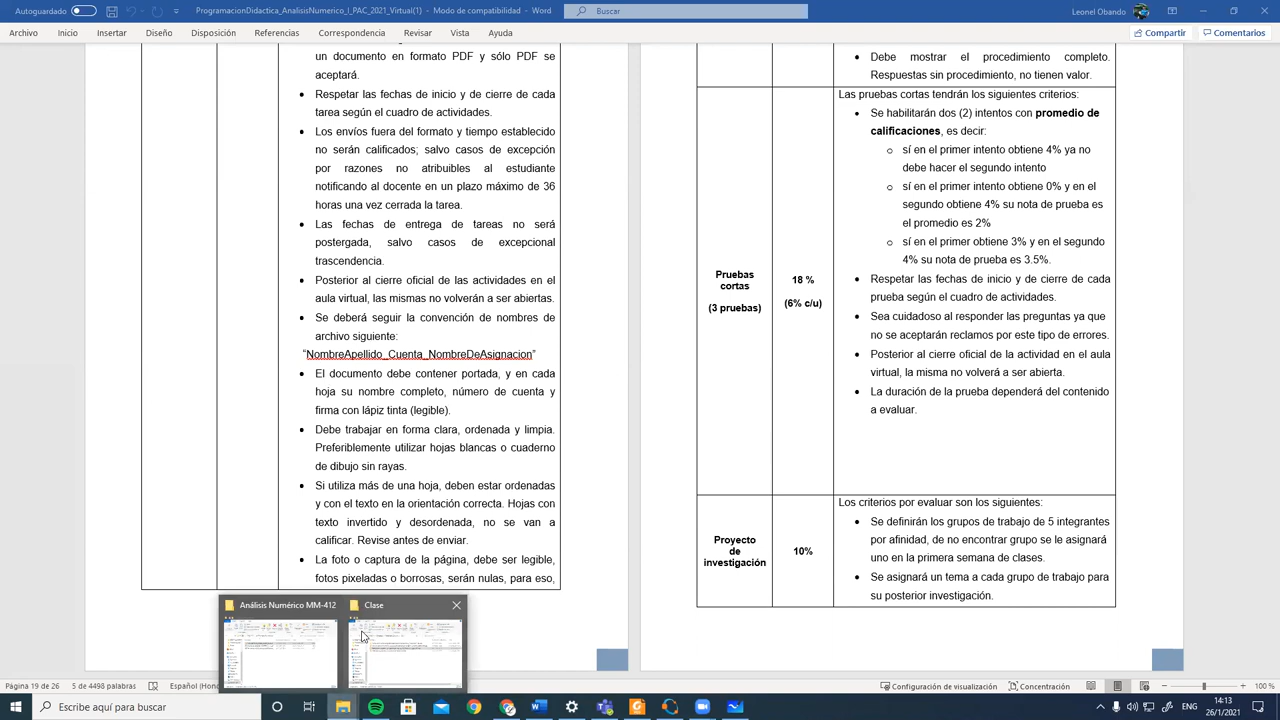 Autoguardado
ProgramacionDidactica_AnalisisNumerico_I_PAC_2021_Virtual(1) - Modo de compatibilidad - Word
Buscar
Leonel Obando
Archivo Inicio Insertar Diseño Disposición Referencias Correspondencia Revisar Vista Ayuda
Compartir
Comentarios
un documento en formato PDF y sólo PDF se
aceptará.
• Respetar las fechas de inicio y de cierre de cada
tarea según el cuadro de actividades.
• Los envíos fuera del formato y tiempo establecido
no serán calificados; salvo casos de excepción
por razones no atribuibles al estudiante
notificando al docente en un plazo máximo de 36
horas una vez cerrada la tarea.
• Las fechas de entrega de tareas no será
postergada, salvo casos de excepcional
trascendencia.
• Posterior al cierre oficial de las actividades en el
aula virtual, las mismas no volverán a ser abiertas.
• Se deberá seguir la convención de nombres de
archivo siguiente:
“NombreApellido_Cuenta_NombreDeAsignacion”
• El documento debe contener portada, y en cada
hoja su nombre completo, número de cuenta y
firma con lápiz tinta (legible).
• Debe trabajar en forma clara, ordenada y limpia.
Preferiblemente utilizar hojas blancas o cuaderno
de dibujo sin rayas.
• Si utiliza más de una hoja, deben estar ordenadas
y con el texto en la orientación correcta. Hojas con
texto invertido y desordenada, no se van a
calificar. Revise antes de enviar.
• La foto o captura de la página, debe ser legible,
fotos pixeladas o borrosas, serán nulas, para eso,
• Debe mostrar el procedimiento completo.
Respuestas sin procedimiento, no tienen valor.
Pruebas
cortas
(3 pruebas)
18 %
(6% c/u)
Las pruebas cortas tendrán los siguientes criterios:
• Se habilitarán dos (2) intentos con promedio de
calificaciones, es decir:
o sí en el primer intento obtiene 4% ya no
debe hacer el segundo intento
o sí en el primer intento obtiene 0% y en el
segundo obtiene 4% su nota de prueba es
el promedio es 2%
o sí en el primer obtiene 3% y en el segundo
4% su nota de prueba es 3.5%.
• Respetar las fechas de inicio y de cierre de cada
prueba según el cuadro de actividades.
• Sea cuidadoso al responder las preguntas ya que
no se aceptarán reclamos por este tipo de errores.
• Posterior al cierre oficial de la actividad en el aula
virtual, la misma no volverá a ser abierta.
• La duración de la prueba dependerá del contenido
a evaluar.
Proyecto
de
investigación
10%
Los criterios por evaluar son los siguientes:
• Se definirán los grupos de trabajo de 5 integrantes
por afinidad, de no encontrar grupo se le asignará
uno en la primera semana de clases.
• Se asignará un tema a cada grupo de trabajo para
su posterior investigación.
Análisis Numérico MM-412
Clase
Página 19 de 26
5 de 4498 palabras
Español (Hond
Configuración de visualización
Concentración
100 %
Escribe aquí para buscar
14:13
26/1/2021